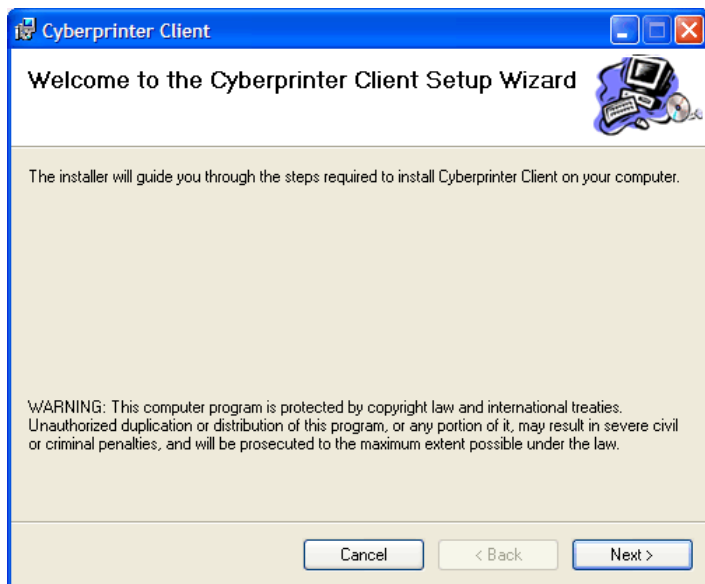 Cyberprinter Client
Welcome to the Cyberprinter Client Setup Wizard
The installer will guide you through the steps required to install Cyberprinter Client on your computer.
WARNING: This computer program is protected by copyright law and international treaties.
Unauthorized duplication or distribution of this program, or any portion of it, may result in severe civil
or criminal penalties, and will be prosecuted to the maximum extent possible under the law.
Cancel
< Back
Next >